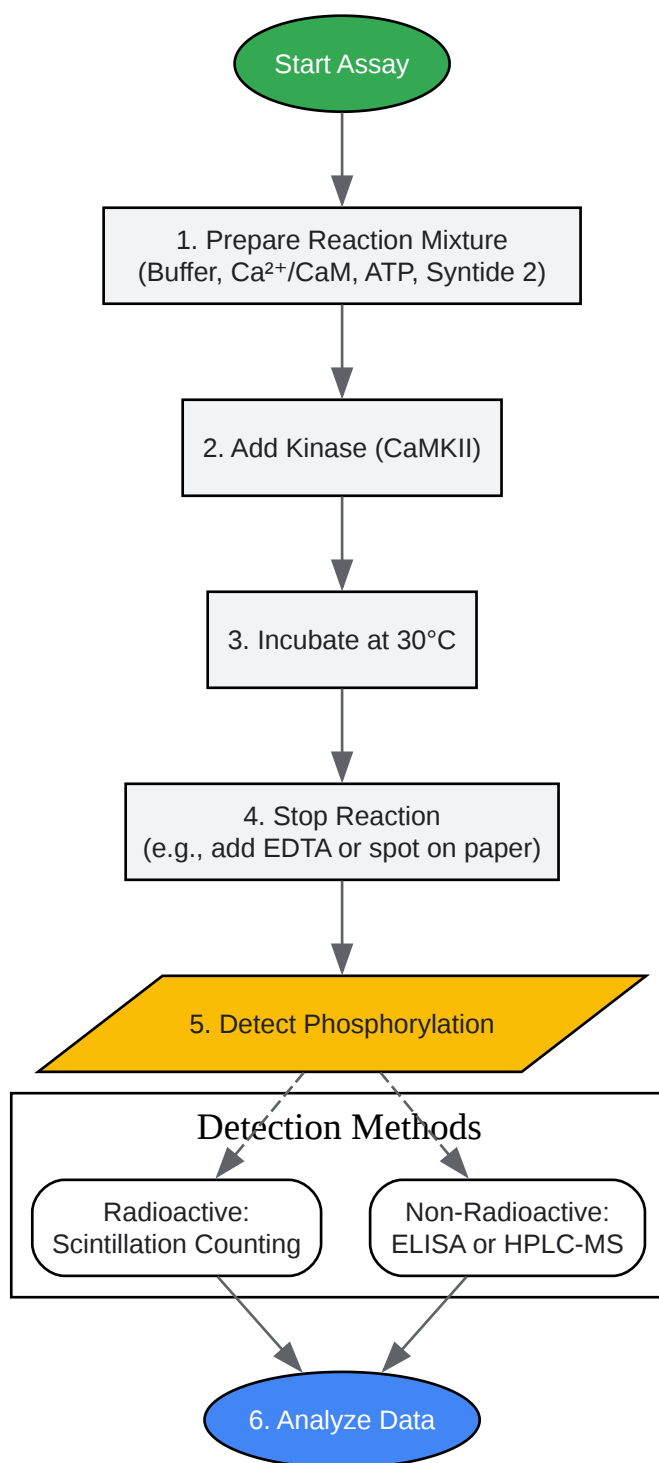 Start Assay
1. Prepare Reaction Mixture
(Buffer, Ca²⁺/CaM, ATP, Syntide 2)
2. Add Kinase (CaMKII)
3. Incubate at 30°C
4. Stop Reaction
(e.g., add EDTA or spot on paper)
5. Detect Phosphorylation
Detection Methods
Radioactive:
Scintillation Counting
Non-Radioactive:
ELISA or HPLC-MS
6. Analyze Data